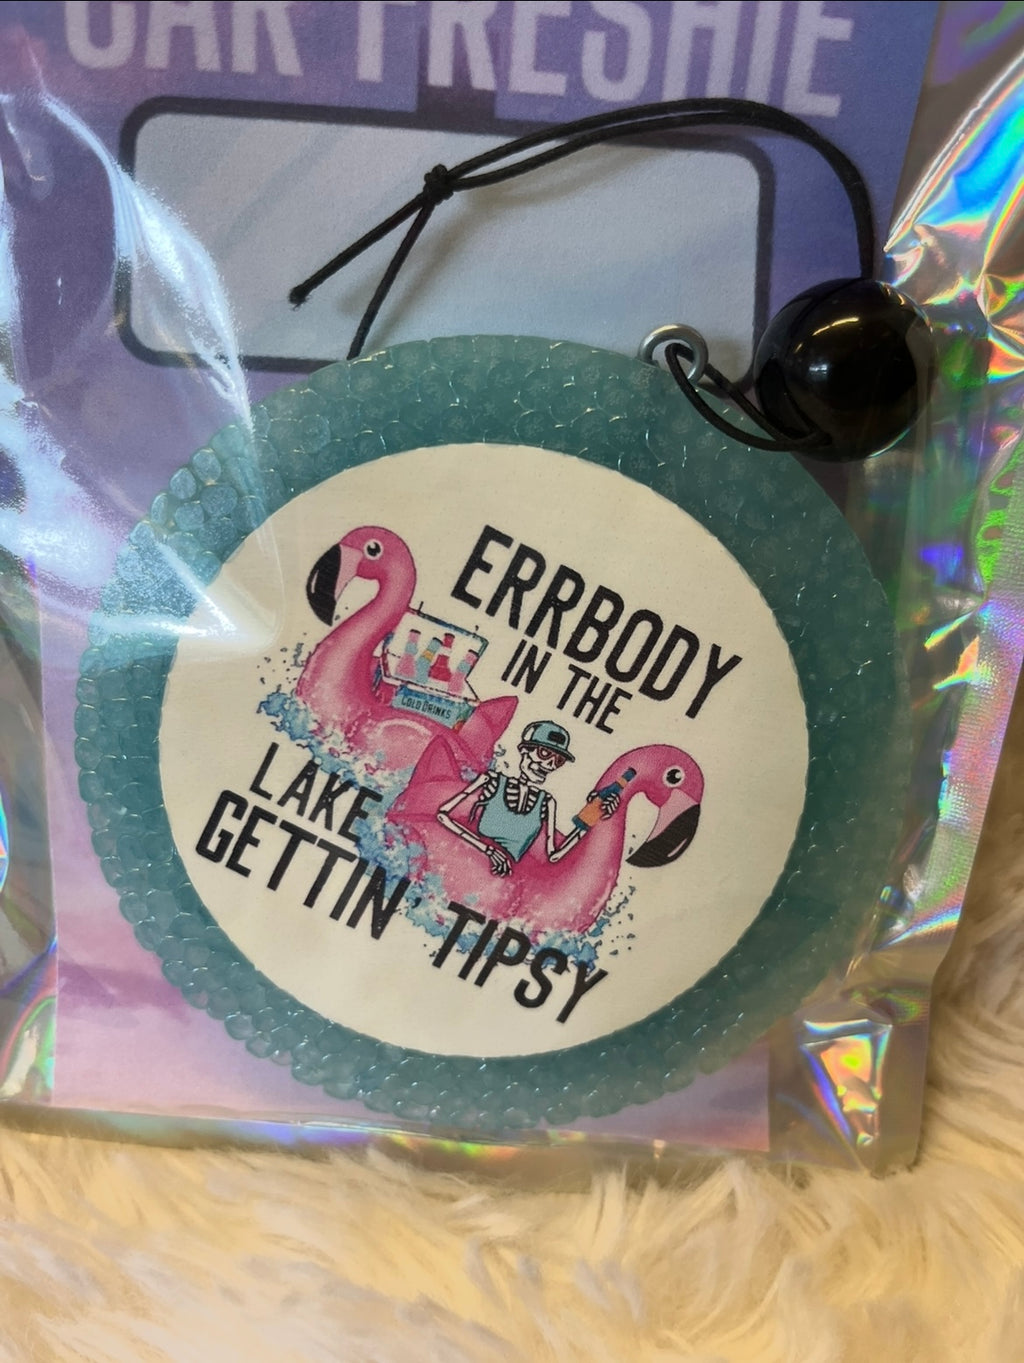 CAR FRESHIE
ERRBODY
IN THE
COLD DRINKS
LAKE
GETTIN' TIPSY